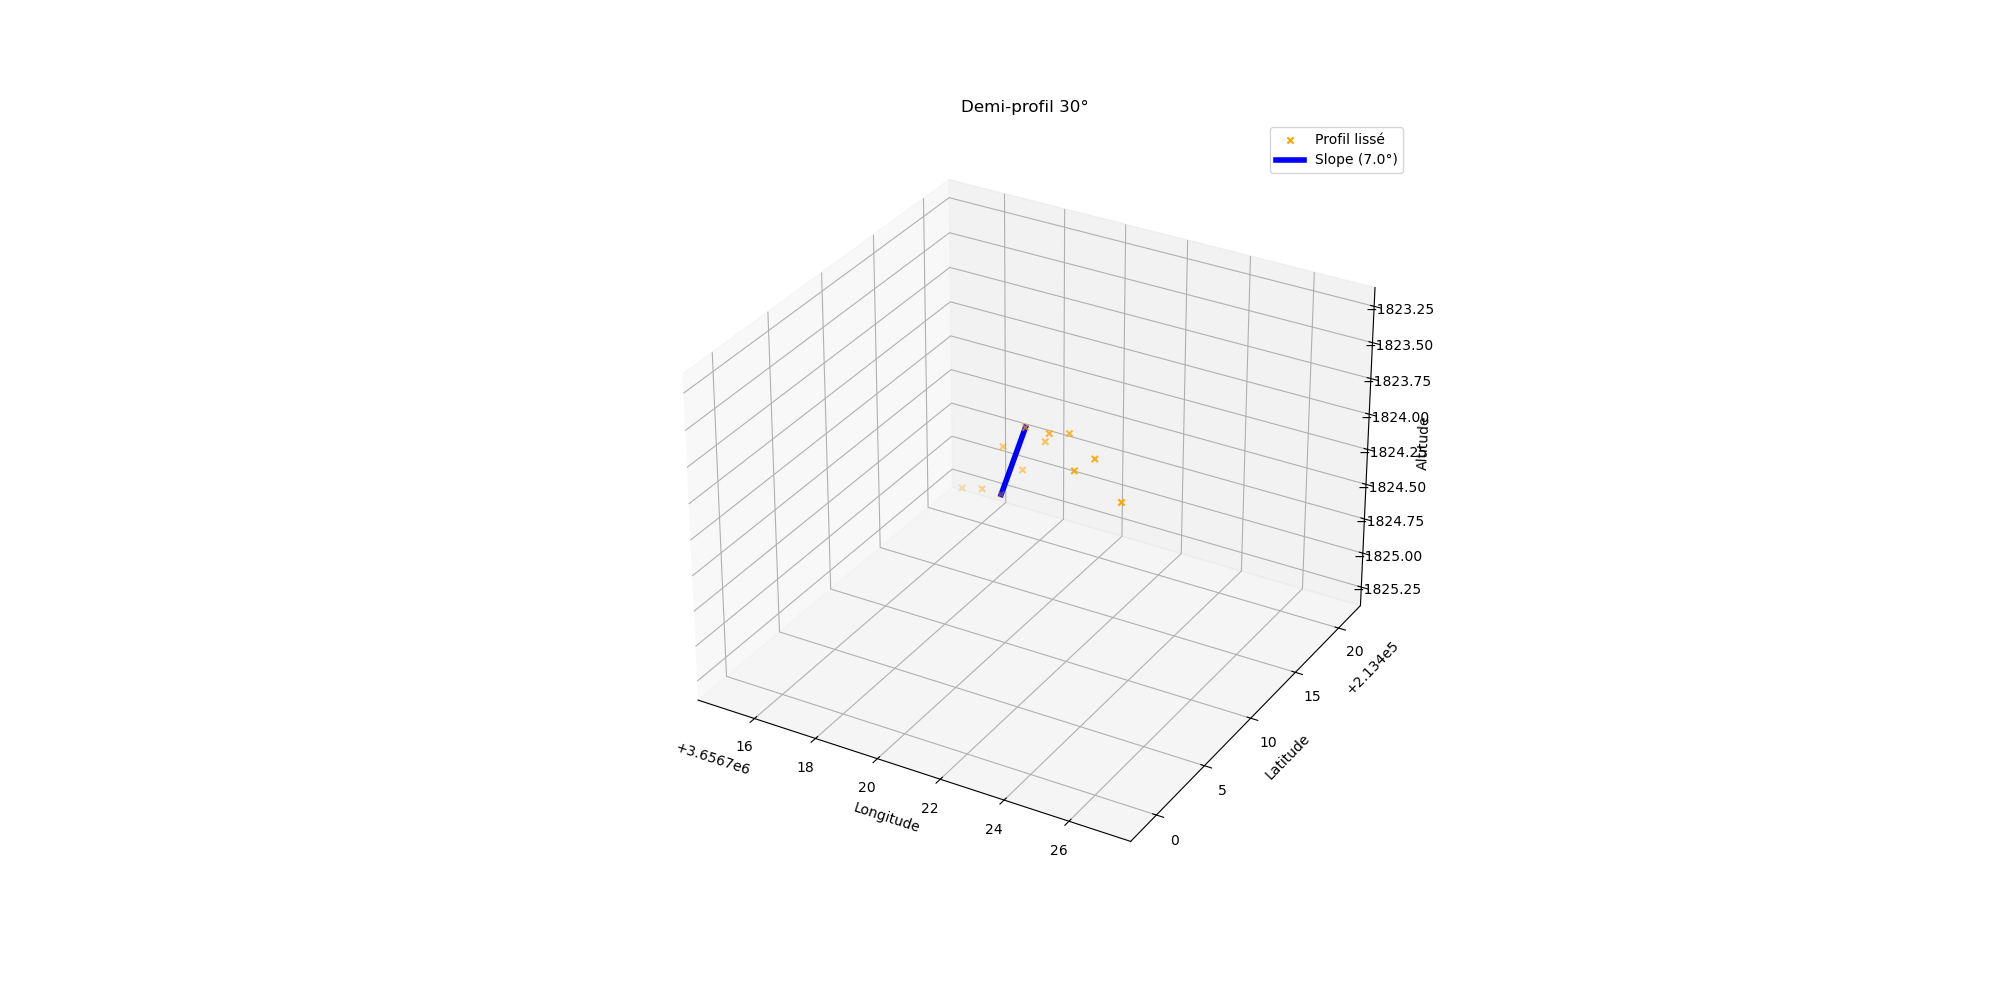 Demi-profil 30°
Profil lissé
Slope (7.0°)
−1823.25
−1823.50
−1823.75
−1824.00
−1824.25
−1824.50
−1824.75
−1825.00
−1825.25
Altitude
20
15
10
5
0
+2.134e5
Latitude
16
18
20
22
24
26
+3.6567e6
Longitude